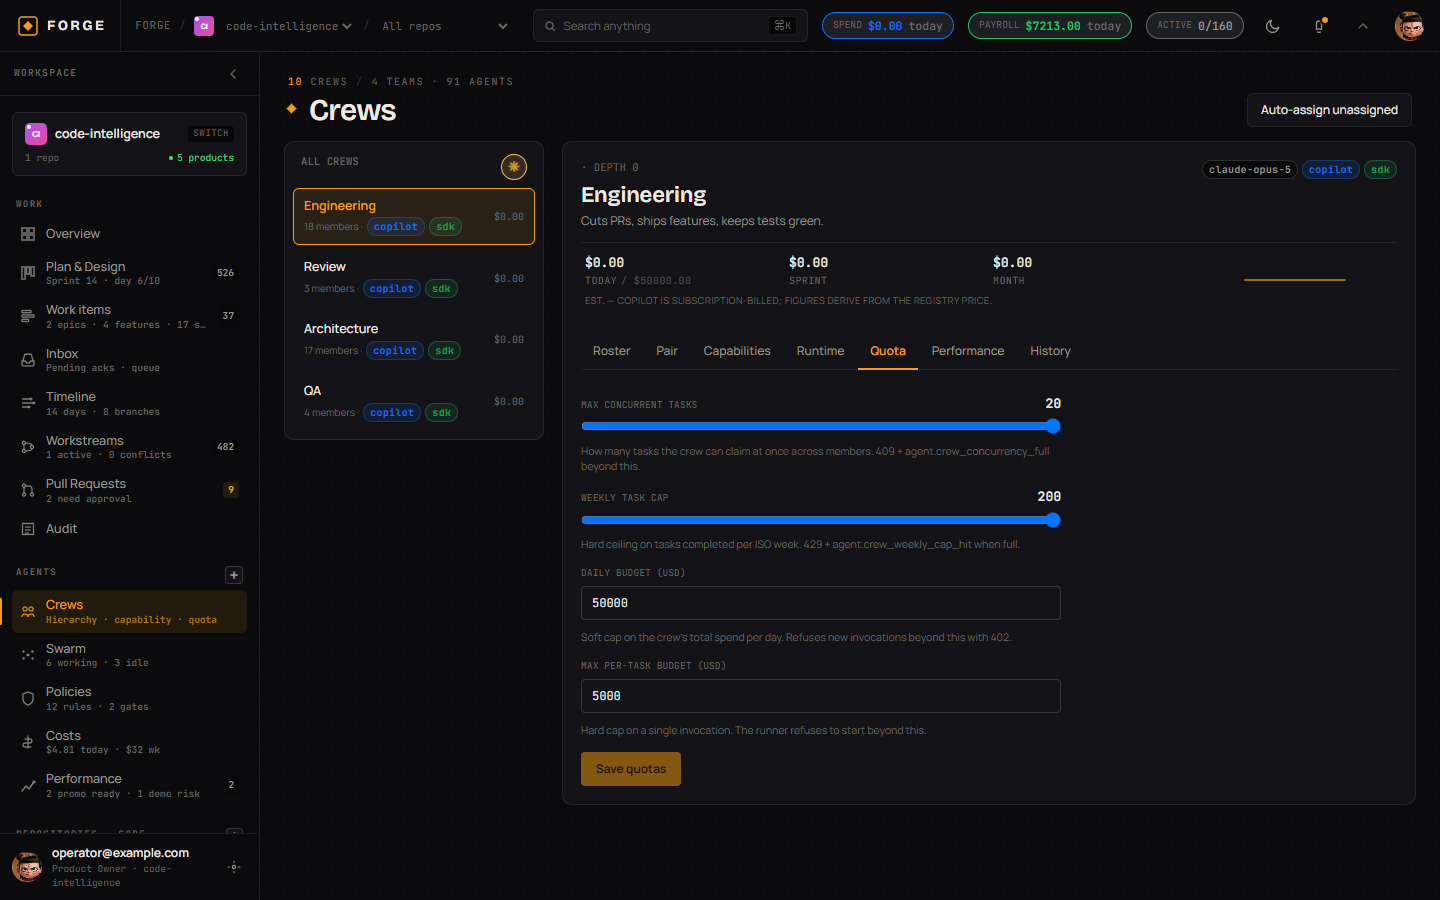 FORGE
FORGE / CI code-intelligence / All repos
Search anything ⌘K
SPEND $0.00 today
PAYROLL $7213.00 today
ACTIVE 0/160
WORKSPACE
CI code-intelligence SWITCH
1 repo 5 products
WORK
Overview
Plan & Design 526
Sprint 14 · day 6/10
Work items 37
2 epics · 4 features · 17 s…
Inbox
Pending acks · queue
Timeline
14 days · 8 branches
Workstreams 482
1 active · 0 conflicts
Pull Requests 9
2 need approval
Audit
AGENTS +
Crews
Hierarchy · capability · quota
Swarm
6 working · 3 idle
Policies
12 rules · 2 gates
Costs
$4.81 today · $32 wk
Performance 2
2 promo ready · 1 demo risk
operator@example.com
Product Owner · code-
intelligence
10 CREWS / 4 TEAMS · 91 AGENTS
Crews
Auto-assign unassigned
ALL CREWS
Engineering $0.00
18 members · copilot sdk
Review $0.00
3 members · copilot sdk
Architecture $0.00
17 members · copilot sdk
QA $0.00
4 members · copilot sdk
· DEPTH 0
claude-opus-5 copilot sdk
Engineering
Cuts PRs, ships features, keeps tests green.
$0.00 $0.00 $0.00
TODAY / $50000.00 SPRINT MONTH
EST. — COPILOT IS SUBSCRIPTION-BILLED; FIGURES DERIVE FROM THE REGISTRY PRICE.
Roster Pair Capabilities Runtime Quota Performance History
MAX CONCURRENT TASKS 20
How many tasks the crew can claim at once across members. 409 + agent.crew_concurrency_full
beyond this.
WEEKLY TASK CAP 200
Hard ceiling on tasks completed per ISO week. 429 + agent.crew_weekly_cap_hit when full.
DAILY BUDGET (USD)
50000
Soft cap on the crew's total spend per day. Refuses new invocations beyond this with 402.
MAX PER-TASK BUDGET (USD)
5000
Hard cap on a single invocation. The runner refuses to start beyond this.
Save quotas